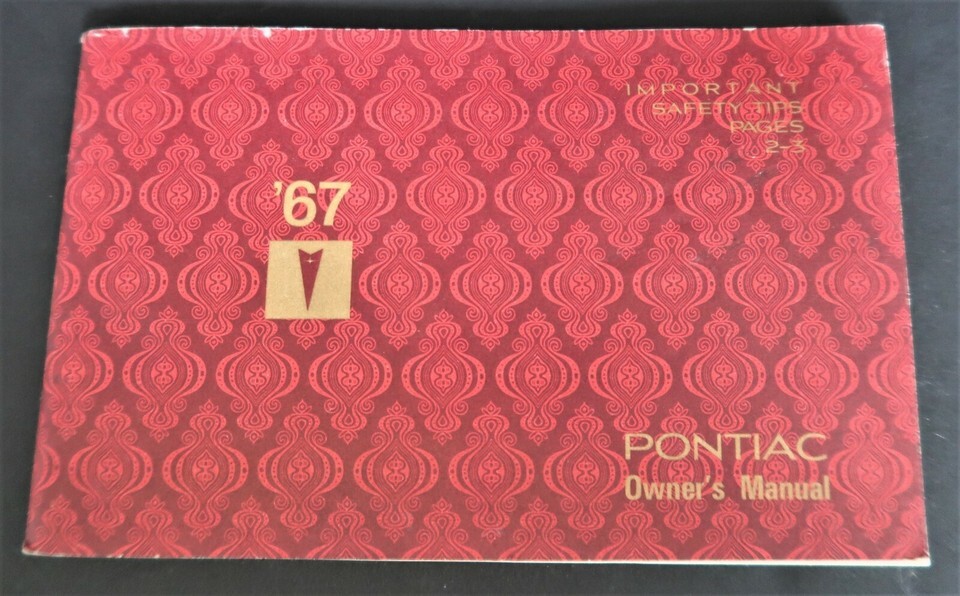 IMPORTANT
SAFETY TIPS
PAGES
2-3
'67
PONTIAC
Owner's Manual